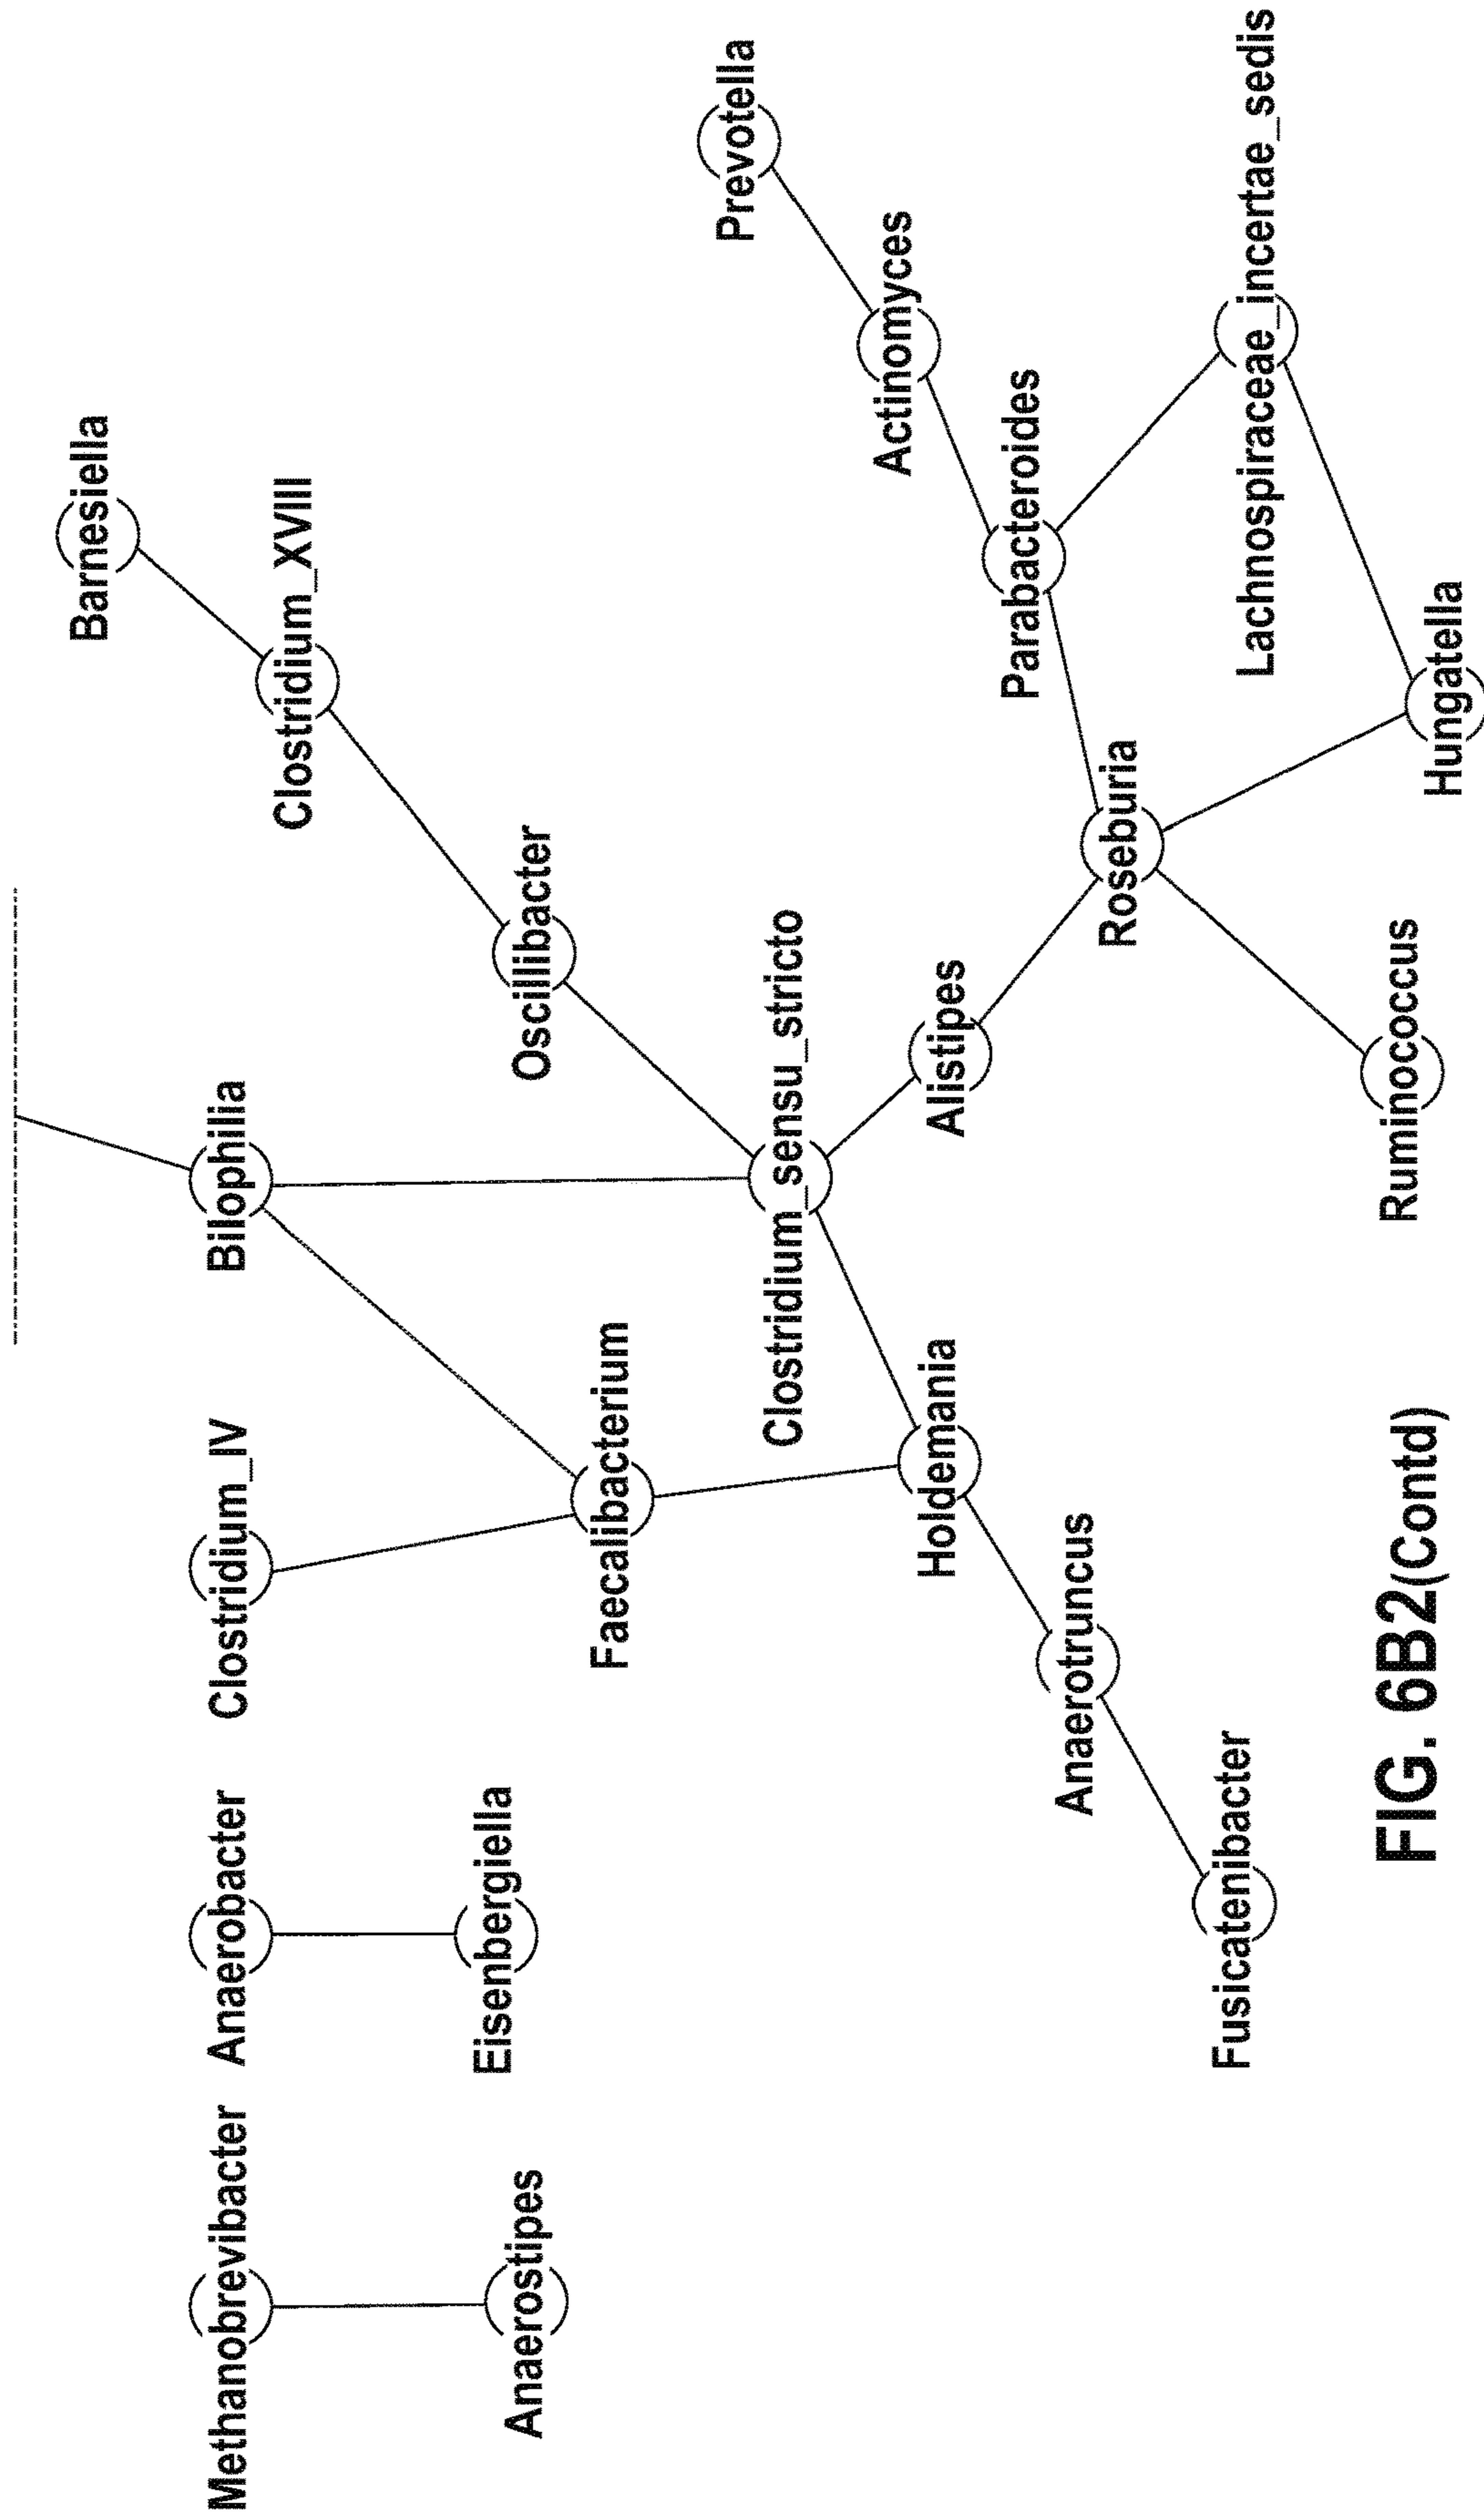 Bilophilia
Barnesiella
Methanobrevibacter
Anaerobacter
Clostridium_IV
Clostridium_XVIII
Eisenbergiella
Anaerostipes
Oscillibacter
Faecalibacterium
Prevotella
Clostridium_sensu_stricto
Actinomyces
Holdemania
Alistipes
Parabacteroides
Anaerotruncus
Roseburia
Fusicatenibacter
Lachnospiraceae_incertae_sedis
Ruminococcus
Hungatella
FIG. 6B2(Contd)